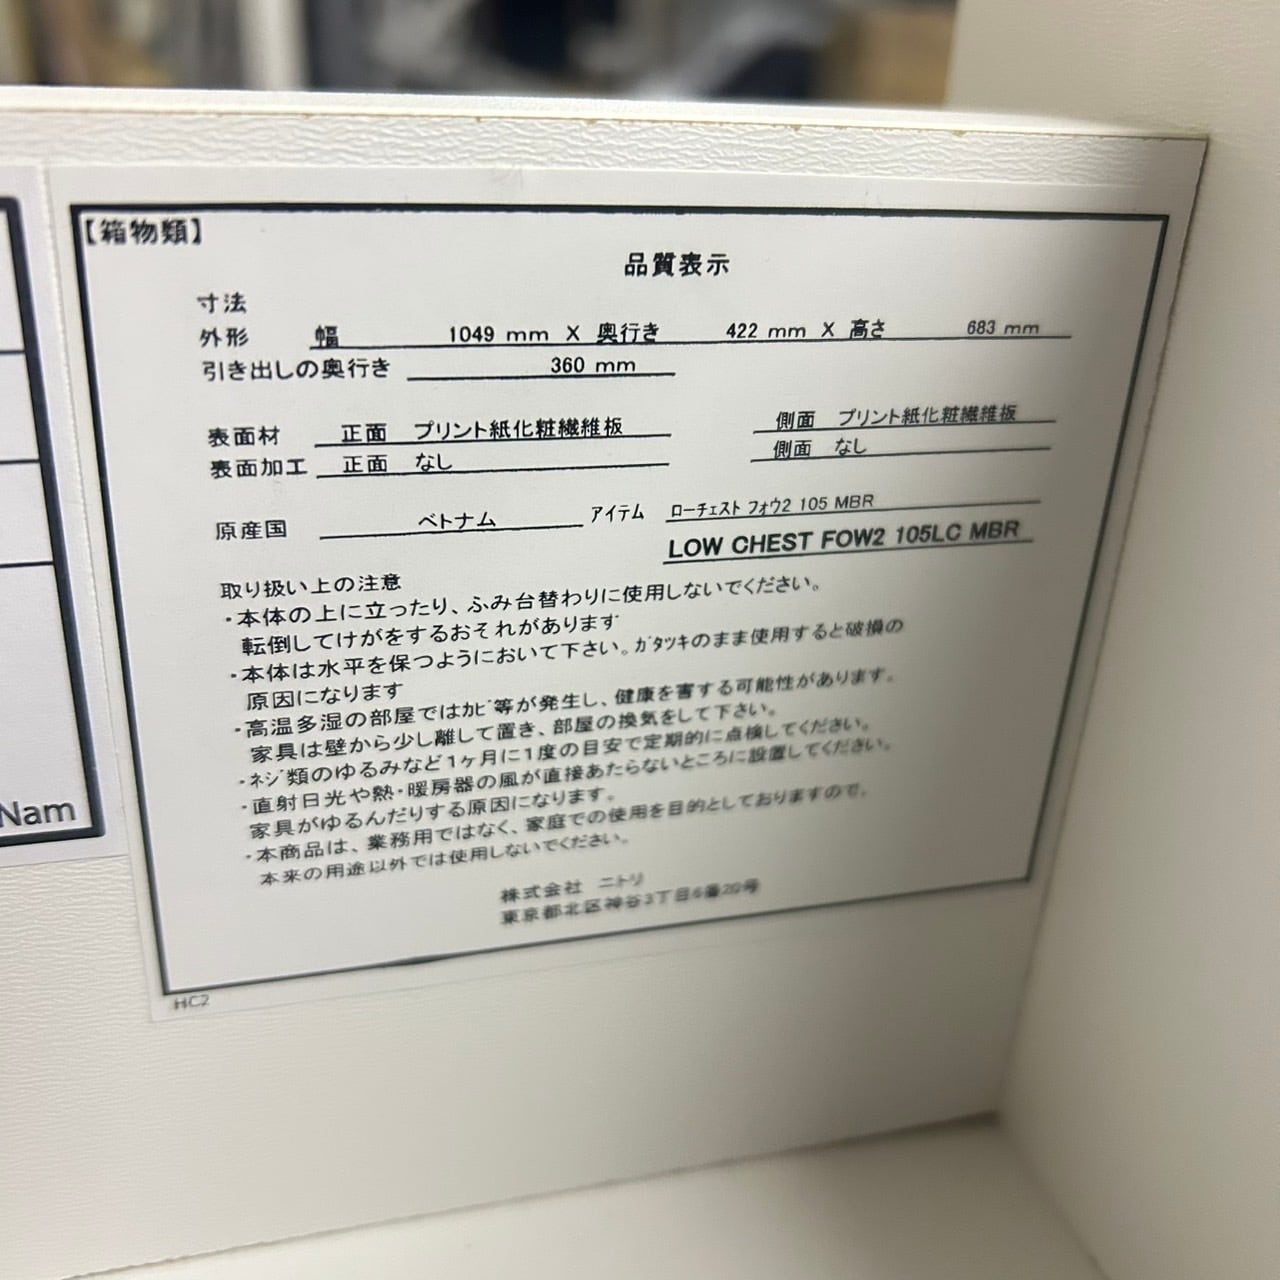 【箱物類】
品質表示
寸法
外形 幅 1049 mm X 奥行き 422 mm X 高さ 683 mm
引き出しの奥行き 360 mm
表面材 正面 プリント紙化粧繊維板 側面 プリント紙化粧繊維板
表面加工 正面 なし 側面 なし
原産国 ベトナム アイテム ローチェスト フォウ2 105 MBR
LOW CHEST FOW2 105LC MBR
取り扱い上の注意
・本体の上に立ったり、ふみ台替わりに使用しないでください。
転倒してけがをするおそれがあります
・本体は水平を保つようにおいて下さい。ガタツキのまま使用すると破損の
原因になります
・高温多湿の部屋ではカビ等が発生し、健康を害する可能性があります。
家具は壁から少し離して置き、部屋の換気をして下さい。
・ネジ類のゆるみなど1ヶ月に1度の目安で定期的に点検してください。
・直射日光や熱・暖房器の風が直接あたらないところに設置してください。
家具がゆるんだりする原因になります。
・本商品は、業務用ではなく、家庭での使用を目的としておりますので、
本来の用途以外では使用しないでください。
株式会社 ニトリ
東京都北区神谷3丁目6番20号
HC2
Nam